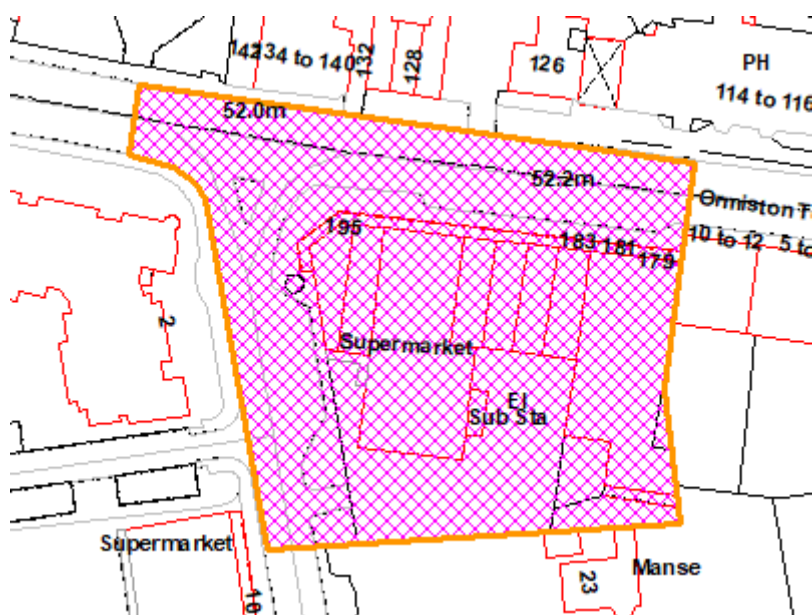 134 to 140
132
128
126
PH
114 to 116
52.0m
52.2m
Ormiston T
195
183
181
179
10 to 12
5 to
2
Supermarket
El
Sub Sta
Supermarket
Manse
23
10